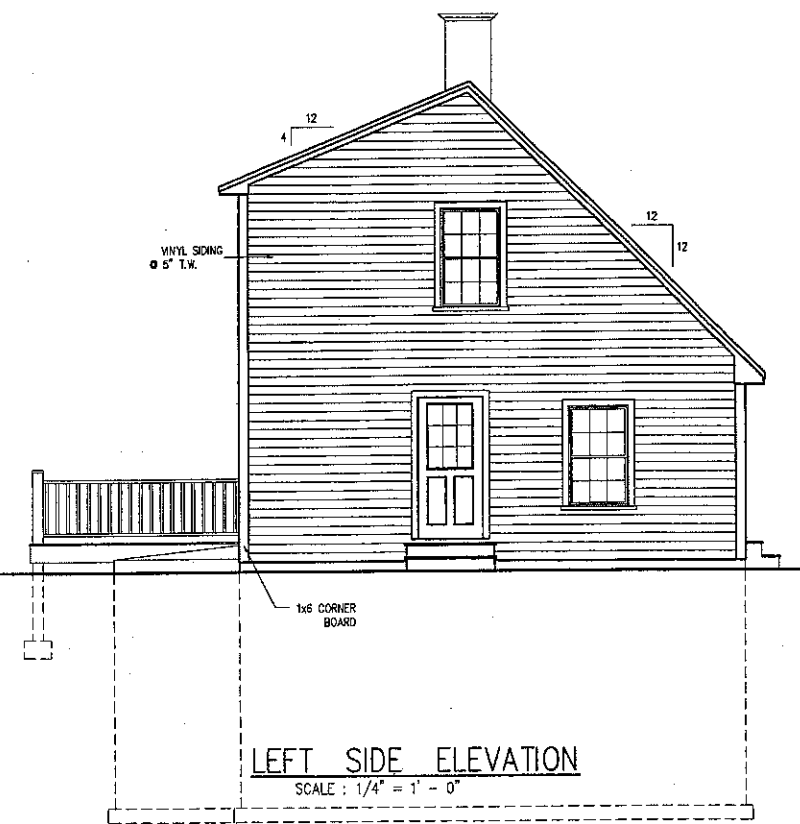 12
4
12
12
VINYL SIDING
@ 5" T.W.
1x6 CORNER
BOARD
LEFT SIDE ELEVATION
SCALE : 1/4" = 1' - 0"